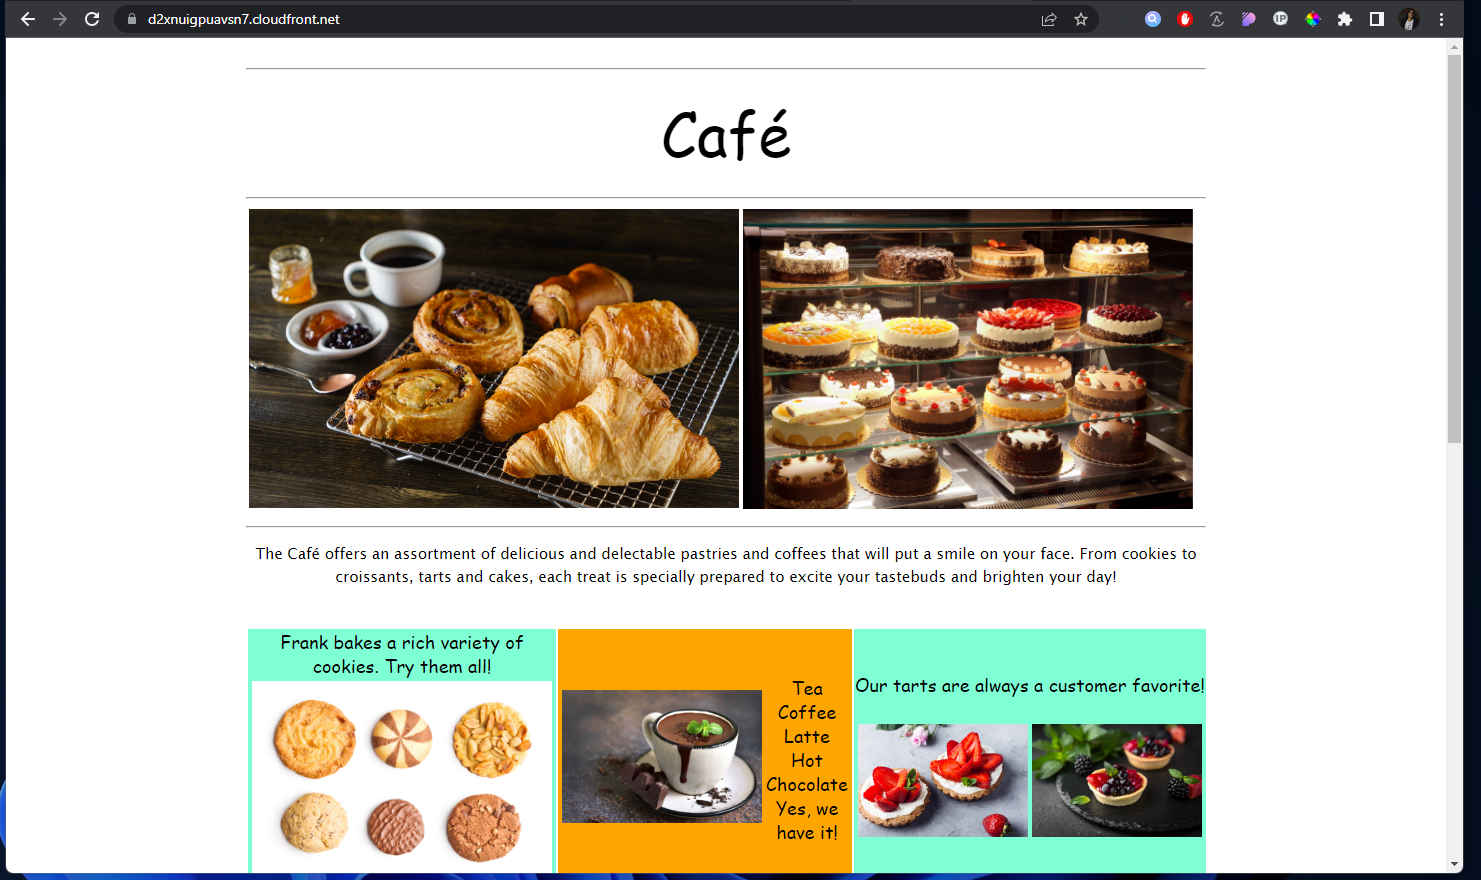 d2xnuigpuavsn7.cloudfront.net
IP
Café
The Café offers an assortment of delicious and delectable pastries and coffees that will put a smile on your face. From cookies to
croissants, tarts and cakes, each treat is specially prepared to excite your tastebuds and brighten your day!
Frank bakes a rich variety of
cookies. Try them all!
Tea
Coffee
Latte
Hot
Chocolate
Yes, we
have it!
Our tarts are always a customer favorite!